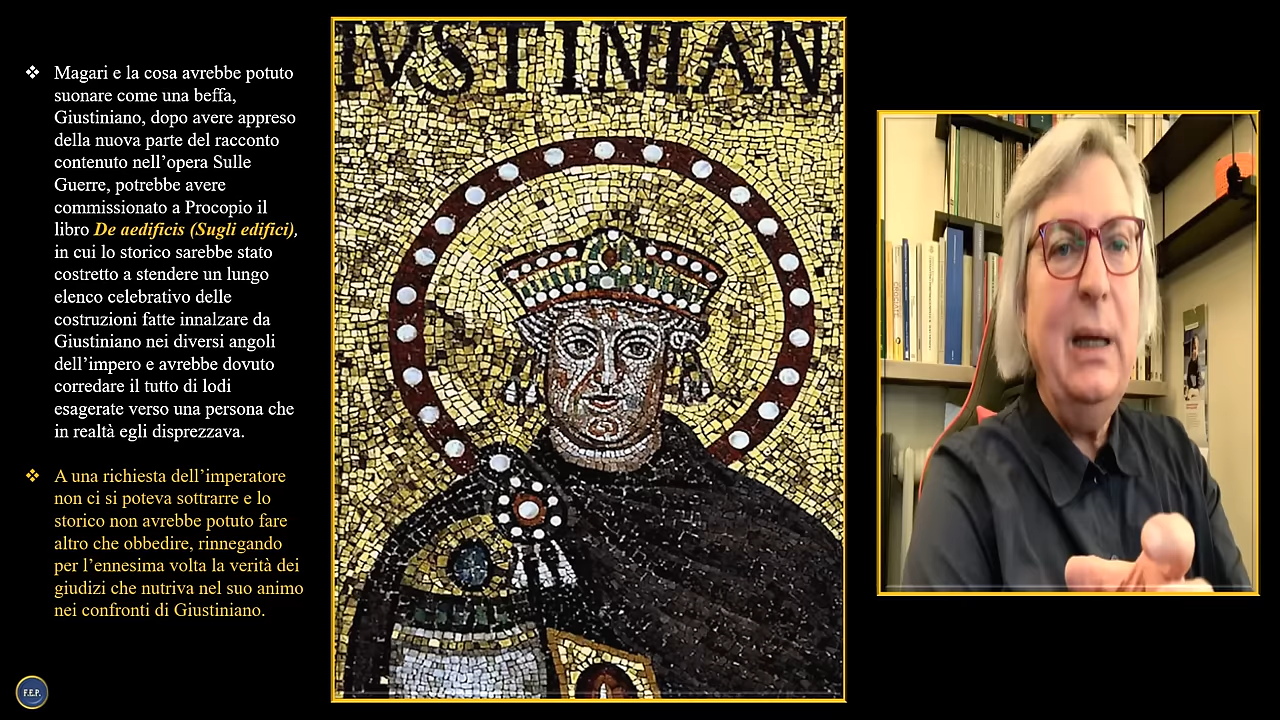 ❖ Magari e la cosa avrebbe potuto
suonare come una beffa,
Giustiniano, dopo avere appreso
della nuova parte del racconto
contenuto nell’opera Sulle
Guerre, potrebbe avere
commissionato a Procopio il
libro De aedificis (Sugli edifici),
in cui lo storico sarebbe stato
costretto a stendere un lungo
elenco celebrativo delle
costruzioni fatte innalzare da
Giustiniano nei diversi angoli
dell’impero e avrebbe dovuto
corredare il tutto di lodi
esagerate verso una persona che
in realtà egli disprezzava.
❖ A una richiesta dell’imperatore
non ci si poteva sottrarre e lo
storico non avrebbe potuto fare
altro che obbedire, rinnegando
per l’ennesima volta la verità dei
giudizi che nutriva nel suo animo
nei confronti di Giustiniano.
F.E.P.
IVSTINIAN